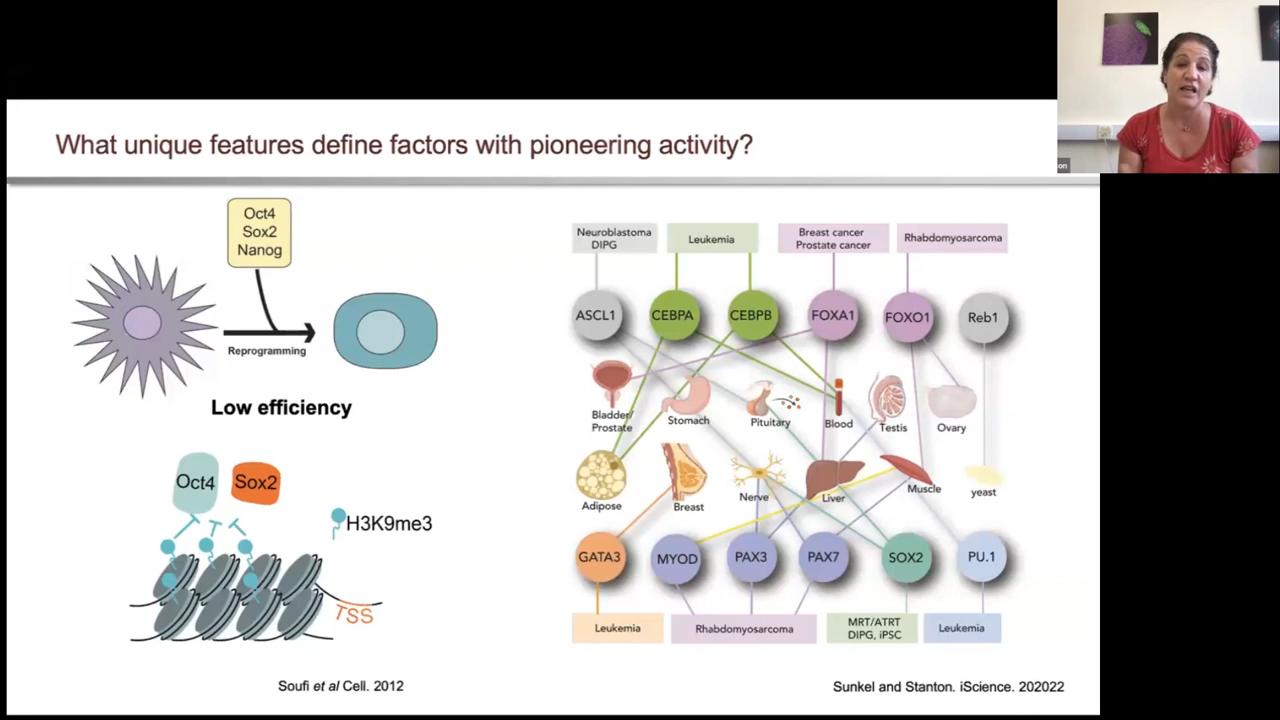 What unique features define factors with pioneering activity?
Oct4
Sox2
Nanog
Reprogramming
Low efficiency
Oct4
Sox2
H3K9me3
TSS
Soufi et al Cell. 2012
Neuroblastoma
DIPG
Leukemia
Breast cancer
Prostate cancer
Rhabdomyosarcoma
ASCL1
CEBPA
CEBPB
FOXA1
FOXO1
Reb1
Bladder/
Prostate
Stomach
Pituitary
Blood
Testis
Ovary
Adipose
Breast
Nerve
Liver
Muscle
yeast
GATA3
MYOD
PAX3
PAX7
SOX2
PU.1
Leukemia
Rhabdomyosarcoma
MRT/ATRT
DIPG, iPSC
Leukemia
Sunkel and Stanton. iScience. 202022